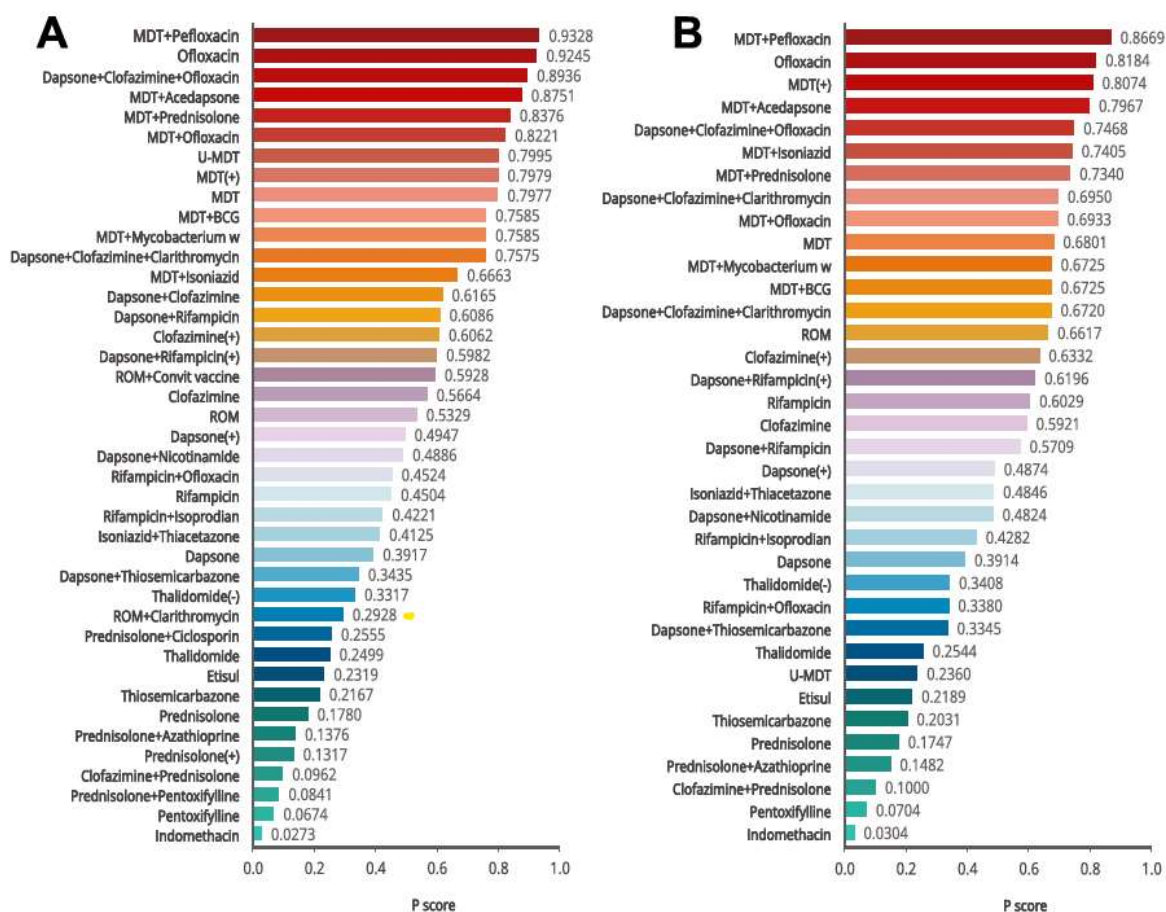 A
MDT+Pefloxacin 0.9328
Ofloxacin 0.9245
Dapsone+Clofazimine+Ofloxacin 0.8936
MDT+Acedapsone 0.8751
MDT+Prednisolone 0.8376
MDT+Ofloxacin 0.8221
U-MDT 0.7995
MDT(+) 0.7979
MDT 0.7977
MDT+BCG 0.7585
MDT+Mycobacterium w 0.7585
Dapsone+Clofazimine+Clarithromycin 0.7575
MDT+Isoniazid 0.6663
Dapsone+Clofazimine 0.6165
Dapsone+Rifampicin 0.6086
Clofazimine(+) 0.6062
Dapsone+Rifampicin(+) 0.5982
ROM+Convit vaccine 0.5928
Clofazimine 0.5664
ROM 0.5329
Dapsone(+) 0.4947
Dapsone+Nicotinamide 0.4886
Rifampicin+Ofloxacin 0.4524
Rifampicin 0.4504
Rifampicin+Isoprodian 0.4221
Isoniazid+Thiacetazone 0.4125
Dapsone 0.3917
Dapsone+Thiosemicarbazone 0.3435
Thalidomide(-) 0.3317
ROM+Clarithromycin 0.2928
Prednisolone+Ciclosporin 0.2555
Thalidomide 0.2499
Etisul 0.2319
Thiosemicarbazone 0.2167
Prednisolone 0.1780
Prednisolone+Azathioprine 0.1376
Prednisolone(+) 0.1317
Clofazimine+Prednisolone 0.0962
Prednisolone+Pentoxifylline 0.0841
Pentoxifylline 0.0674
Indomethacin 0.0273
0.0 0.2 0.4 0.6 0.8 1.0
P score
B
MDT+Pefloxacin 0.8669
Ofloxacin 0.8184
MDT(+) 0.8074
MDT+Acedapsone 0.7967
Dapsone+Clofazimine+Ofloxacin 0.7468
MDT+Isoniazid 0.7405
MDT+Prednisolone 0.7340
Dapsone+Clofazimine+Clarithromycin 0.6950
MDT+Ofloxacin 0.6933
MDT 0.6801
MDT+Mycobacterium w 0.6725
MDT+BCG 0.6725
Dapsone+Clofazimine+Clarithromycin 0.6720
ROM 0.6617
Clofazimine(+) 0.6332
Dapsone+Rifampicin(+) 0.6196
Rifampicin 0.6029
Clofazimine 0.5921
Dapsone+Rifampicin 0.5709
Dapsone(+) 0.4874
Isoniazid+Thiacetazone 0.4846
Dapsone+Nicotinamide 0.4824
Rifampicin+Isoprodian 0.4282
Dapsone 0.3914
Thalidomide(-) 0.3408
Rifampicin+Ofloxacin 0.3380
Dapsone+Thiosemicarbazone 0.3345
Thalidomide 0.2544
U-MDT 0.2360
Etisul 0.2189
Thiosemicarbazone 0.2031
Prednisolone 0.1747
Prednisolone+Azathioprine 0.1482
Clofazimine+Prednisolone 0.1000
Pentoxifylline 0.0704
Indomethacin 0.0304
0.0 0.2 0.4 0.6 0.8 1.0
P score